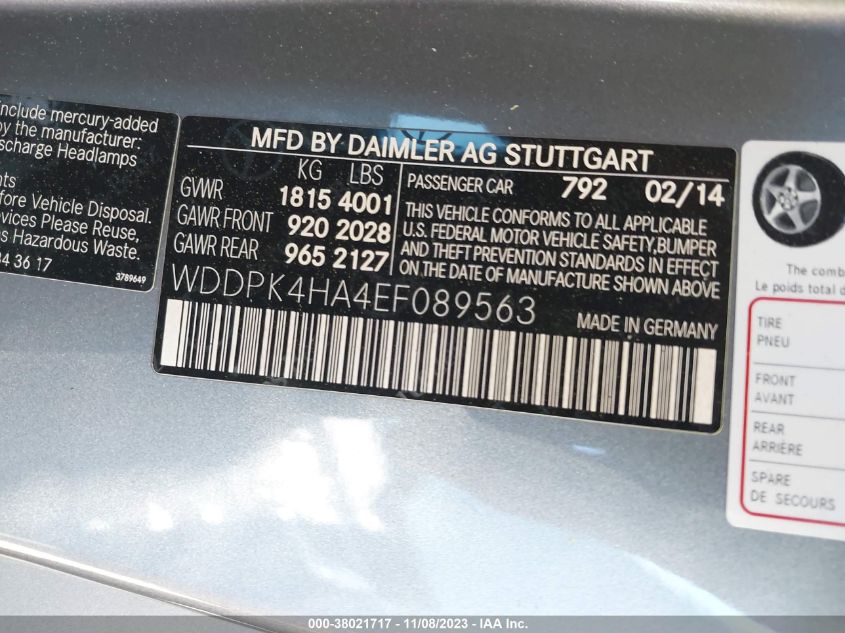 include mercury-added
by the manufacturer:
scharge Headlamps
nts
fore Vehicle Disposal.
evices Please Reuse,
Hazardous Waste.
3 6 17
3789649
MFD BY DAIMLER AG STUTTGART
KG LBS
GVWR 1815 4001
GAWR FRONT 920 2028
GAWR REAR 965 2127
PASSENGER CAR 792 02/14
THIS VEHICLE CONFORMS TO ALL APPLICABLE
U.S. FEDERAL MOTOR VEHICLE SAFETY,BUMPER
AND THEFT PREVENTION STANDARDS IN EFFECT
ON THE DATE OF MANUFACTURE SHOWN ABOVE
WDDPK4HA4EF089563
MADE IN GERMANY
The comb
Le poids total d
TIRE
PNEU
FRONT
AVANT
REAR
ARRIÈRE
SPARE
DE SECOURS
000-38021717 - 11/08/2023 - IAA Inc.